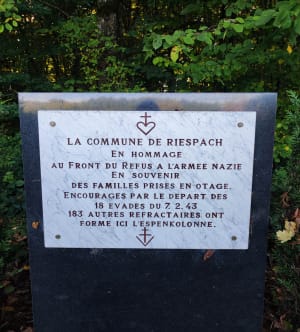 LA COMMUNE DE RIESPACH
EN HOMMAGE
AU FRONT DU REFUS A L'ARMEE NAZIE
EN SOUVENIR
DES FAMILLES PRISES EN OTAGE.
ENCOURAGES PAR LE DEPART DES
18 EVADES DU 7. 2. 43
183 AUTRES REFRACTAIRES ONT
FORME ICI L'ESPENKOLONNE.